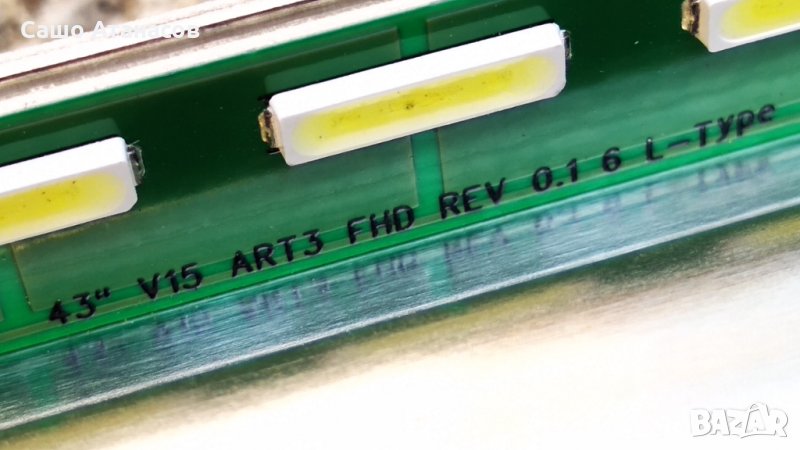 Сашо Атанасов
43" V15 ART3 FHD REV 0.1 6 L-Type
BAZAR